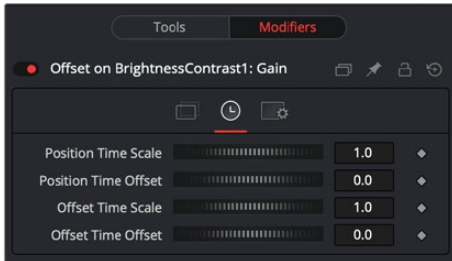 Tools Modifiers
Offset on BrightnessContrast1: Gain
Position Time Scale 1.0
Position Time Offset 0.0
Offset Time Scale 1.0
Offset Time Offset 0.0